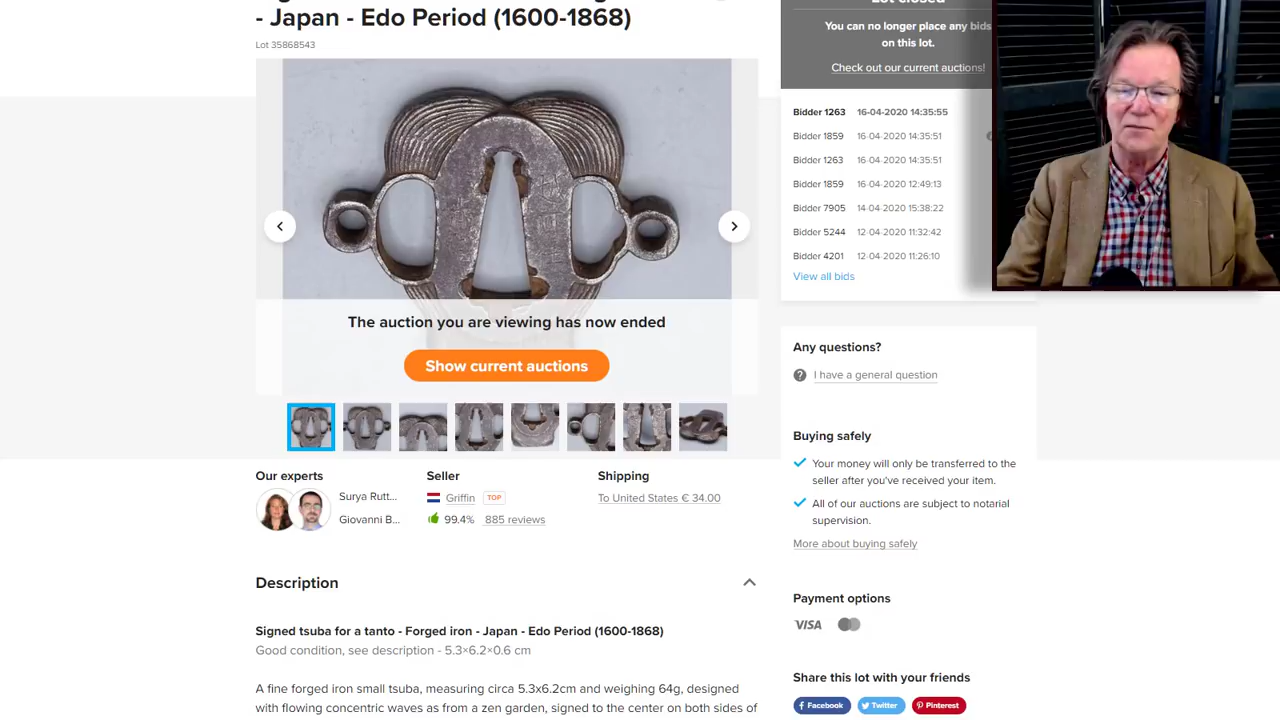 - Japan - Edo Period (1600-1868)
Lot 35868543
You can no longer place any bids
on this lot.
Check out our current auctions!
Bidder 1263 16-04-2020 14:35:55
Bidder 1859 16-04-2020 14:35:51
Bidder 1263 16-04-2020 14:35:51
Bidder 1859 16-04-2020 12:49:13
Bidder 7905 14-04-2020 15:38:22
Bidder 5244 12-04-2020 11:32:42
Bidder 4201 12-04-2020 11:26:10
View all bids
The auction you are viewing has now ended
Show current auctions
Our experts
Surya Rutt...
Giovanni B...
Seller
Griffin TOP
99.4% 885 reviews
Shipping
To United States € 34.00
Description
Signed tsuba for a tanto - Forged iron - Japan - Edo Period (1600-1868)
Good condition, see description - 5.3×6.2×0.6 cm
A fine forged iron small tsuba, measuring circa 5.3x6.2cm and weighing 64g, designed
with flowing concentric waves as from a zen garden, signed to the center on both sides of
Any questions?
I have a general question
Buying safely
Your money will only be transferred to the
seller after you've received your item.
All of our auctions are subject to notarial
supervision.
More about buying safely
Payment options
VISA
Share this lot with your friends
Facebook Twitter Pinterest